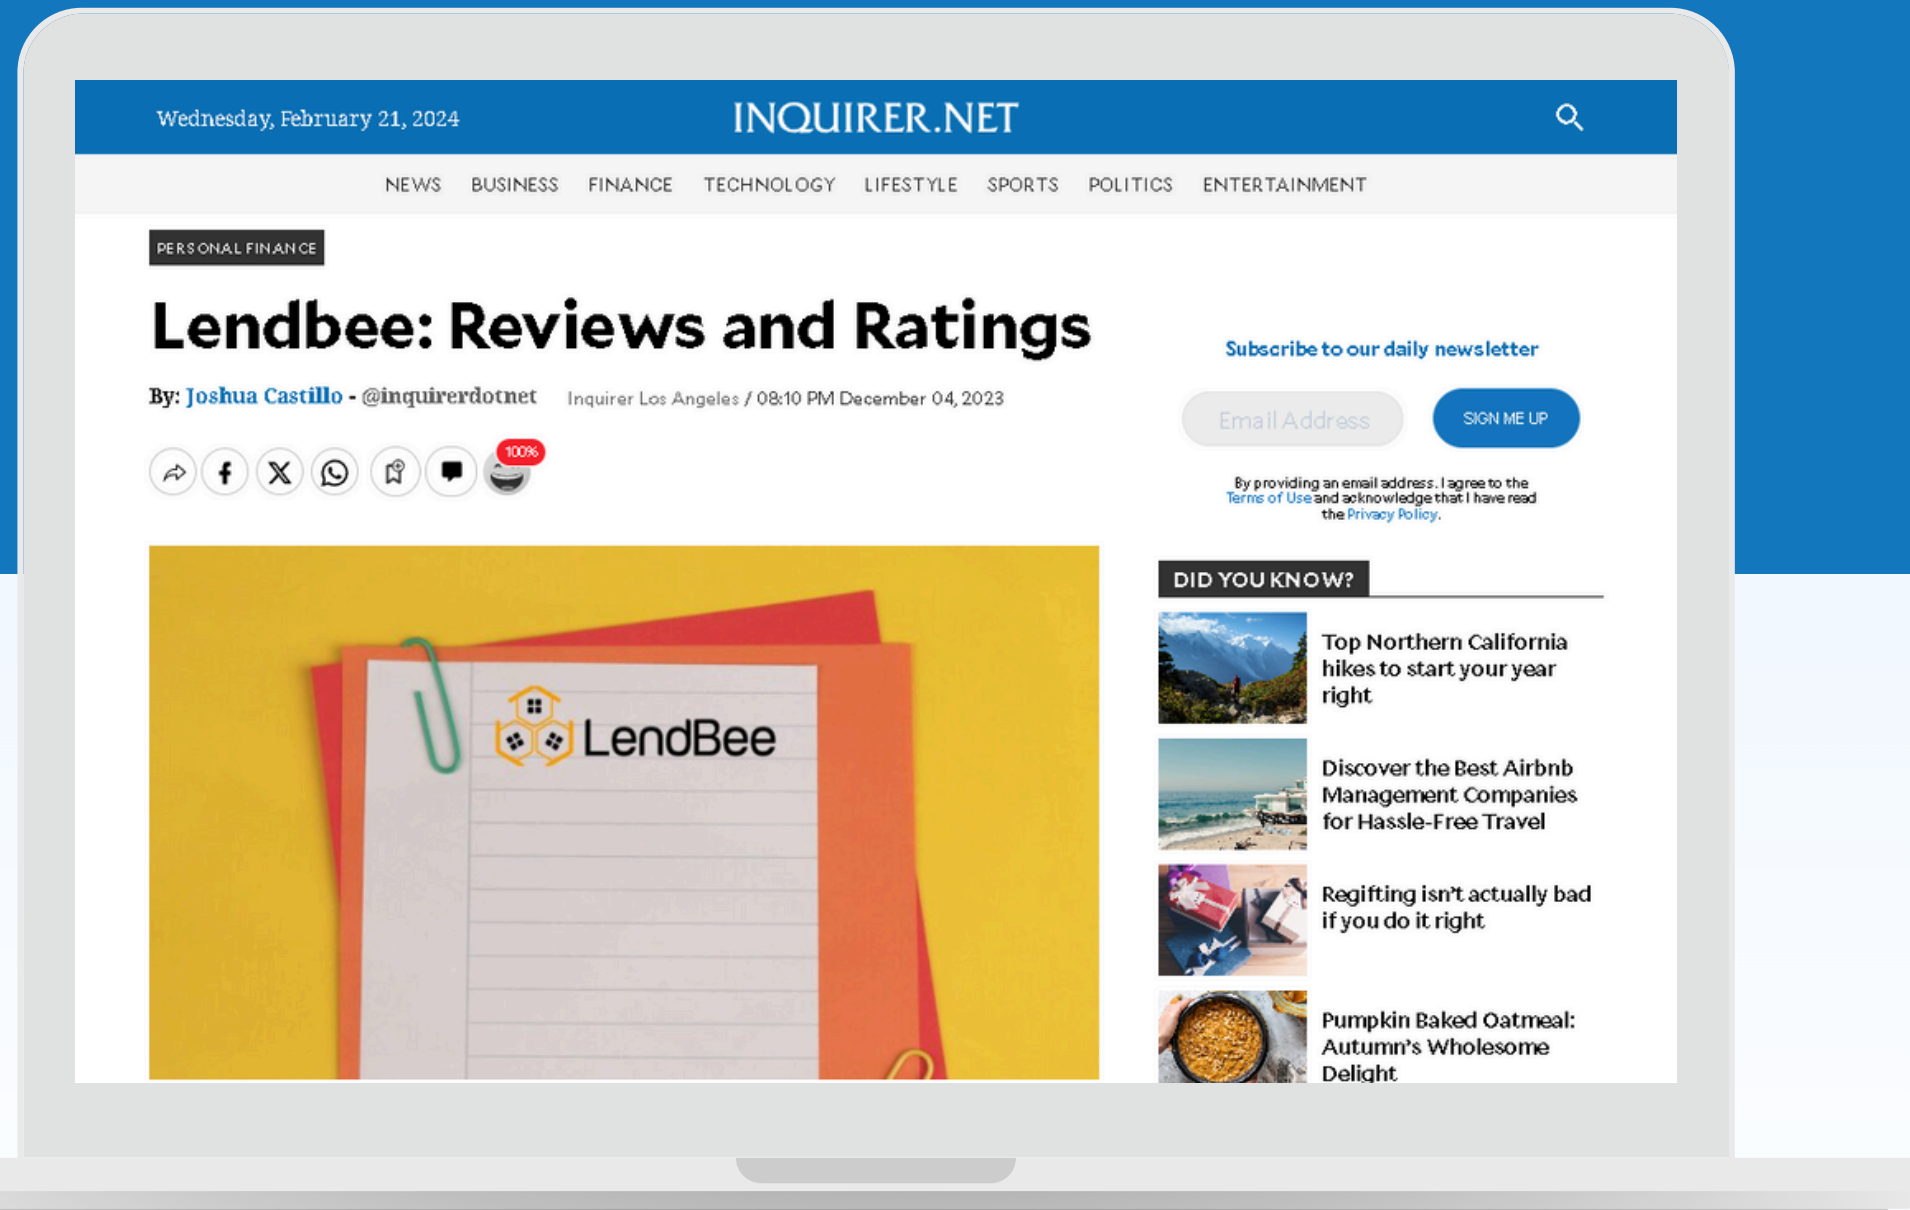 Wednesday, February 21, 2024
INQUIRER.NET
NEWS BUSINESS FINANCE TECHNOLOGY LIFESTYLE SPORTS POLITICS ENTERTAINMENT
PERSONAL FINANCE
Lendbee: Reviews and Ratings
By: Joshua Castillo - @inquirerdotnet Inquirer Los Angeles / 08:10 PM December 04, 2023
100%
LendBee
Subscribe to our daily newsletter
Email Address
SIGN ME UP
By providing an email address. I agree to the
Terms of Use and acknowledge that I have read
the Privacy Policy.
DID YOU KNOW?
Top Northern California
hikes to start your year
right
Discover the Best Airbnb
Management Companies
for Hassle-Free Travel
Regifting isn't actually bad
if you do it right
Pumpkin Baked Oatmeal:
Autumn's Wholesome
Delight